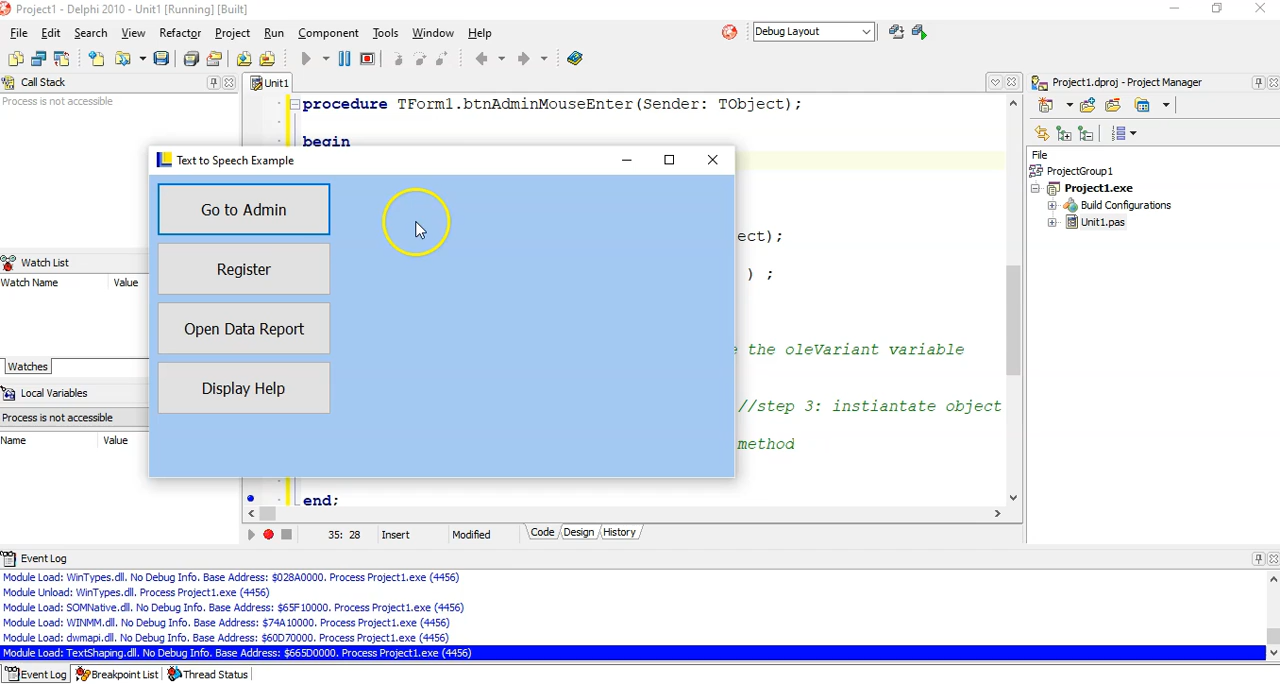 Project1 - Delphi 2010 - Unit1 [Running] [Built]
File Edit Search View Refactor Project Run Component Tools Window Help
Debug Layout
Call Stack
Process is not accessible
Unit1
procedure TForm1.btnAdminMouseEnter(Sender: TObject);
begin
Text to Speech Example
Go to Admin
Register
Open Data Report
Display Help
ect);
) ;
e the oleVariant variable
//step 3: instiantate object
method
end;
Watch List
Watch Name Value
Watches
Local Variables
Process is not accessible
Name Value
35: 28 Insert Modified Code Design History
Project1.dproj - Project Manager
File
ProjectGroup1
Project1.exe
Build Configurations
Unit1.pas
Event Log
Module Load: WinTypes.dll. No Debug Info. Base Address: $028A0000. Process Project1.exe (4456)
Module Unload: WinTypes.dll. Process Project1.exe (4456)
Module Load: SOMNative.dll. No Debug Info. Base Address: $65F10000. Process Project1.exe (4456)
Module Load: WINMM.dll. No Debug Info. Base Address: $74A10000. Process Project1.exe (4456)
Module Load: dwmapi.dll. No Debug Info. Base Address: $60D70000. Process Project1.exe (4456)
Module Load: TextShaping.dll. No Debug Info. Base Address: $665D0000. Process Project1.exe (4456)
Event Log Breakpoint List Thread Status